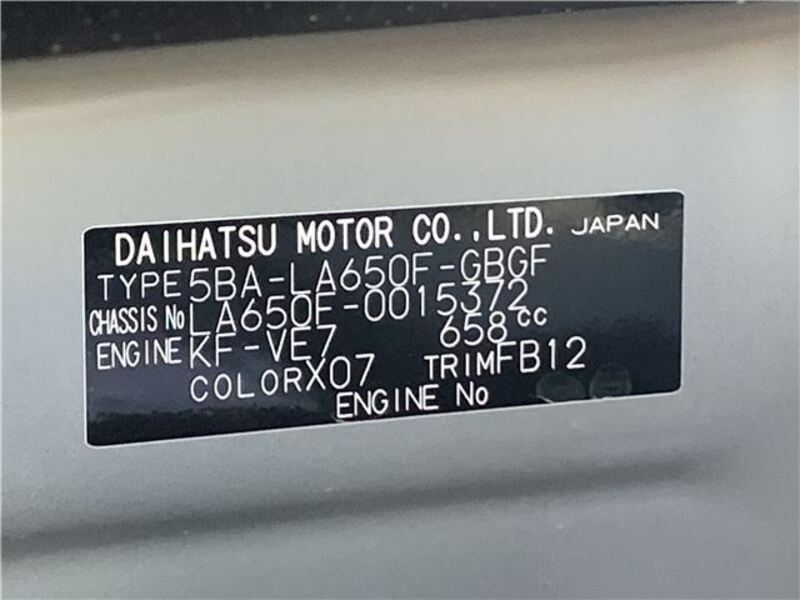 DAIHATSU MOTOR CO.,LTD. JAPAN
TYPE 5BA-LA650F-GBGF
CHASSIS No LA650F-0015372
ENGINE KF-VE7 658cc
COLOR X07 TRIM FB12
ENGINE No